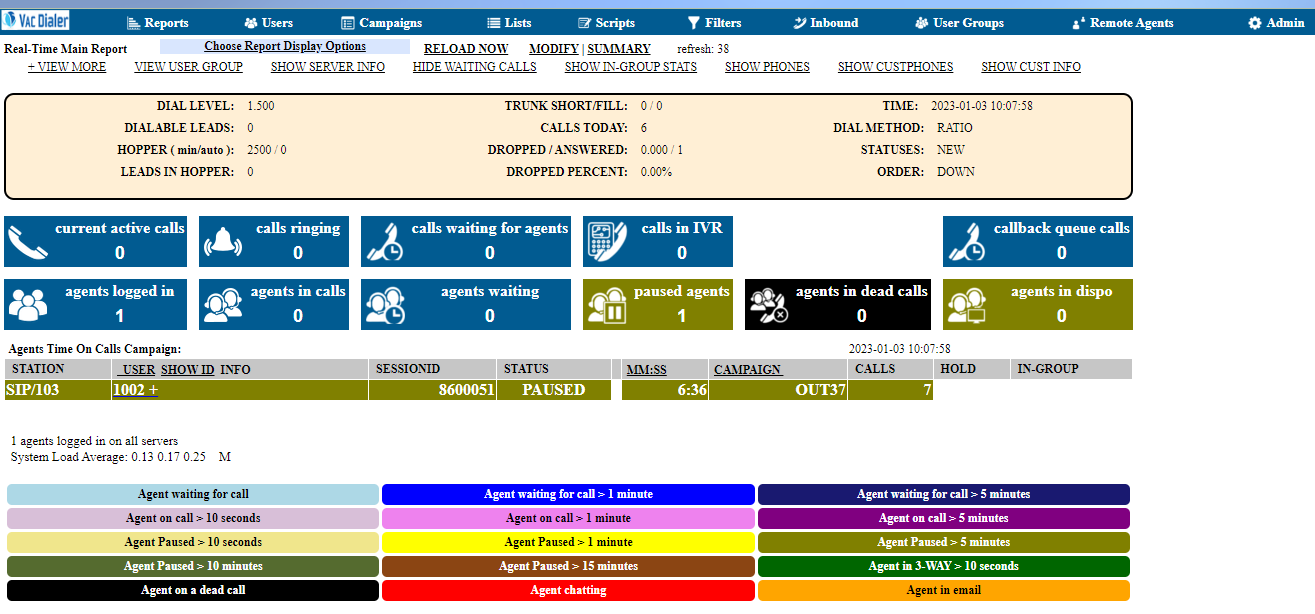 VAC Dialer Reports Users Campaigns Lists Scripts Filters Inbound User Groups Remote Agents Admin
Real-Time Main Report Choose Report Display Options RELOAD NOW MODIFY | SUMMARY refresh: 38
+ VIEW MORE VIEW USER GROUP SHOW SERVER INFO HIDE WAITING CALLS SHOW IN-GROUP STATS SHOW PHONES SHOW CUSTPHONES SHOW CUST INFO
DIAL LEVEL: 1.500 TRUNK SHORT/FILL: 0 / 0 TIME: 2023-01-03 10:07:58
DIALABLE LEADS: 0 CALLS TODAY: 6 DIAL METHOD: RATIO
HOPPER ( min/auto ): 2500 / 0 DROPPED / ANSWERED: 0.000 / 1 STATUSES: NEW
LEADS IN HOPPER: 0 DROPPED PERCENT: 0.00% ORDER: DOWN
current active calls calls ringing calls waiting for agents calls in IVR callback queue calls
0 0 0 0 0
agents logged in agents in calls agents waiting paused agents agents in dead calls agents in dispo
1 0 0 1 0 0
Agents Time On Calls Campaign: 2023-01-03 10:07:58
STATION USER SHOW ID INFO SESSIONID STATUS MM:SS CAMPAIGN CALLS HOLD IN-GROUP
SIP/103 1002 + 8600051 PAUSED 6:36 OUT37 7
1 agents logged in on all servers
System Load Average: 0.13 0.17 0.25 M
Agent waiting for call Agent waiting for call > 1 minute Agent waiting for call > 5 minutes
Agent on call > 10 seconds Agent on call > 1 minute Agent on call > 5 minutes
Agent Paused > 10 seconds Agent Paused > 1 minute Agent Paused > 5 minutes
Agent Paused > 10 minutes Agent Paused > 15 minutes Agent in 3-WAY > 10 seconds
Agent on a dead call Agent chatting Agent in email